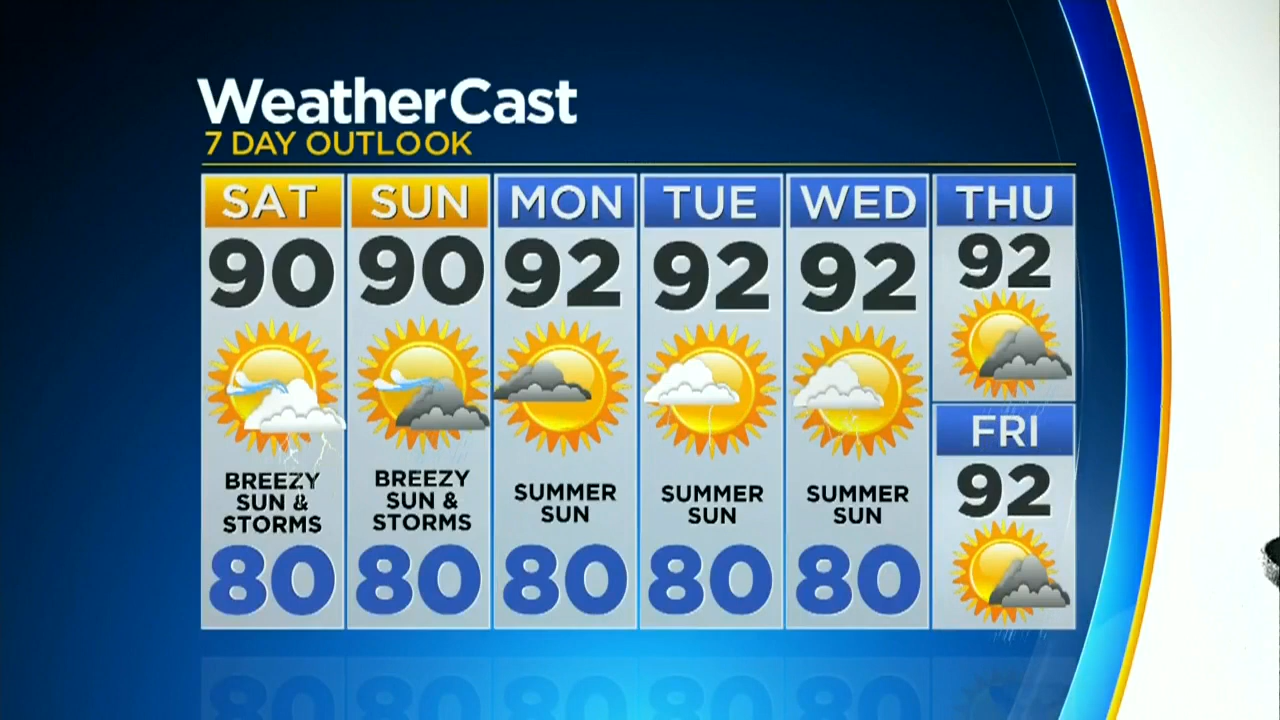 WeatherCast
7 DAY OUTLOOK
SAT
90
BREEZY
SUN &
STORMS
80
SUN
90
BREEZY
SUN &
STORMS
80
MON
92
SUMMER
SUN
80
TUE
92
SUMMER
SUN
80
WED
92
SUMMER
SUN
80
THU
92
FRI
92